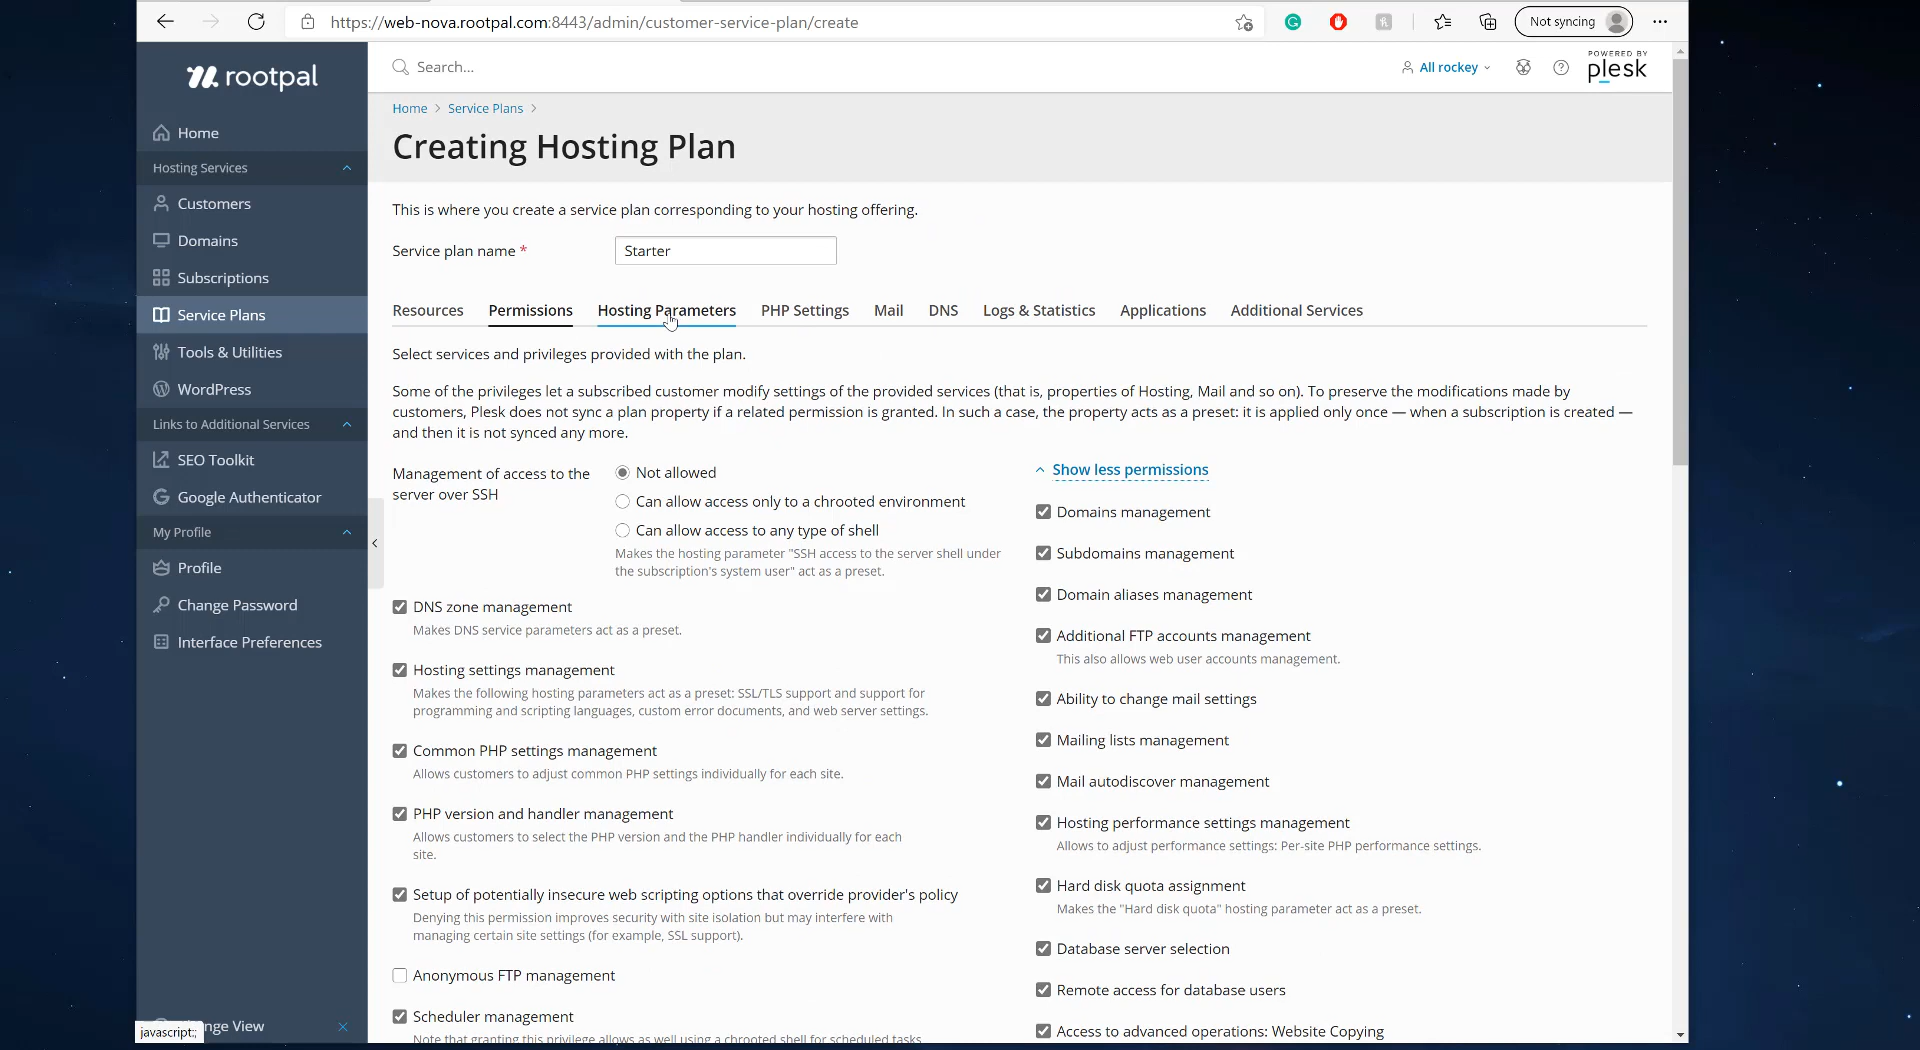 https://web-nova.rootpal.com:8443/admin/customer-service-plan/create
Not syncing
rootpal
Search...
All rockey
POWERED BY
plesk
Home
Hosting Services
Customers
Domains
Subscriptions
Service Plans
Tools & Utilities
WordPress
Links to Additional Services
SEO Toolkit
Google Authenticator
My Profile
Profile
Change Password
Interface Preferences
nge View
javascript:;
Home > Service Plans >
Creating Hosting Plan
This is where you create a service plan corresponding to your hosting offering.
Service plan name * Starter
Resources Permissions Hosting Parameters PHP Settings Mail DNS Logs & Statistics Applications Additional Services
Select services and privileges provided with the plan.
Some of the privileges let a subscribed customer modify settings of the provided services (that is, properties of Hosting, Mail and so on). To preserve the modifications made by
customers, Plesk does not sync a plan property if a related permission is granted. In such a case, the property acts as a preset: it is applied only once — when a subscription is created —
and then it is not synced any more.
Management of access to the
server over SSH
Not allowed
Can allow access only to a chrooted environment
Can allow access to any type of shell
Makes the hosting parameter "SSH access to the server shell under
the subscription's system user" act as a preset.
DNS zone management
Makes DNS service parameters act as a preset.
Hosting settings management
Makes the following hosting parameters act as a preset: SSL/TLS support and support for
programming and scripting languages, custom error documents, and web server settings.
Common PHP settings management
Allows customers to adjust common PHP settings individually for each site.
PHP version and handler management
Allows customers to select the PHP version and the PHP handler individually for each
site.
Setup of potentially insecure web scripting options that override provider's policy
Denying this permission improves security with site isolation but may interfere with
managing certain site settings (for example, SSL support).
Anonymous FTP management
Scheduler management
Note that granting this privilege allows as well using a chrooted shell for scheduled tasks
Show less permissions
Domains management
Subdomains management
Domain aliases management
Additional FTP accounts management
This also allows web user accounts management.
Ability to change mail settings
Mailing lists management
Mail autodiscover management
Hosting performance settings management
Allows to adjust performance settings: Per-site PHP performance settings.
Hard disk quota assignment
Makes the "Hard disk quota" hosting parameter act as a preset.
Database server selection
Remote access for database users
Access to advanced operations: Website Copying